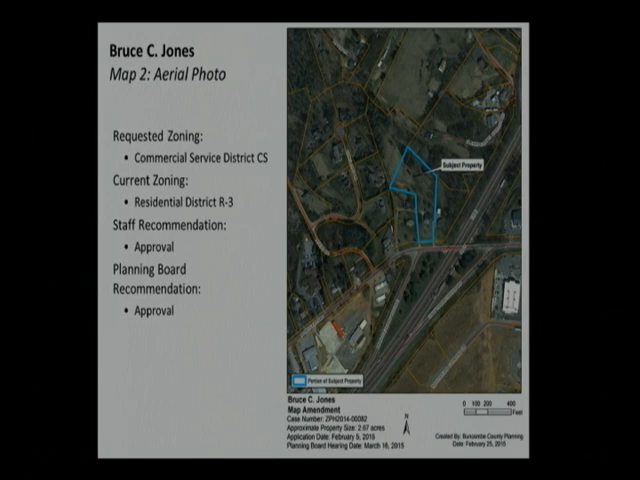 Bruce C. Jones
Map 2: Aerial Photo
Requested Zoning:
• Commercial Service District CS
Current Zoning:
• Residential District R-3
Staff Recommendation:
• Approval
Planning Board
Recommendation:
• Approval
Subject Property
Portion of Subject Property
Bruce C. Jones
Map Amendment
Case Number: ZPH2014-00082
Approximate Property Size: 2.67 acres
Application Date: February 5, 2015
Planning Board Hearing Date: March 16, 2015
N
0 100 200 400
Feet
Created By: Buncombe County Planning
Date: February 25, 2015